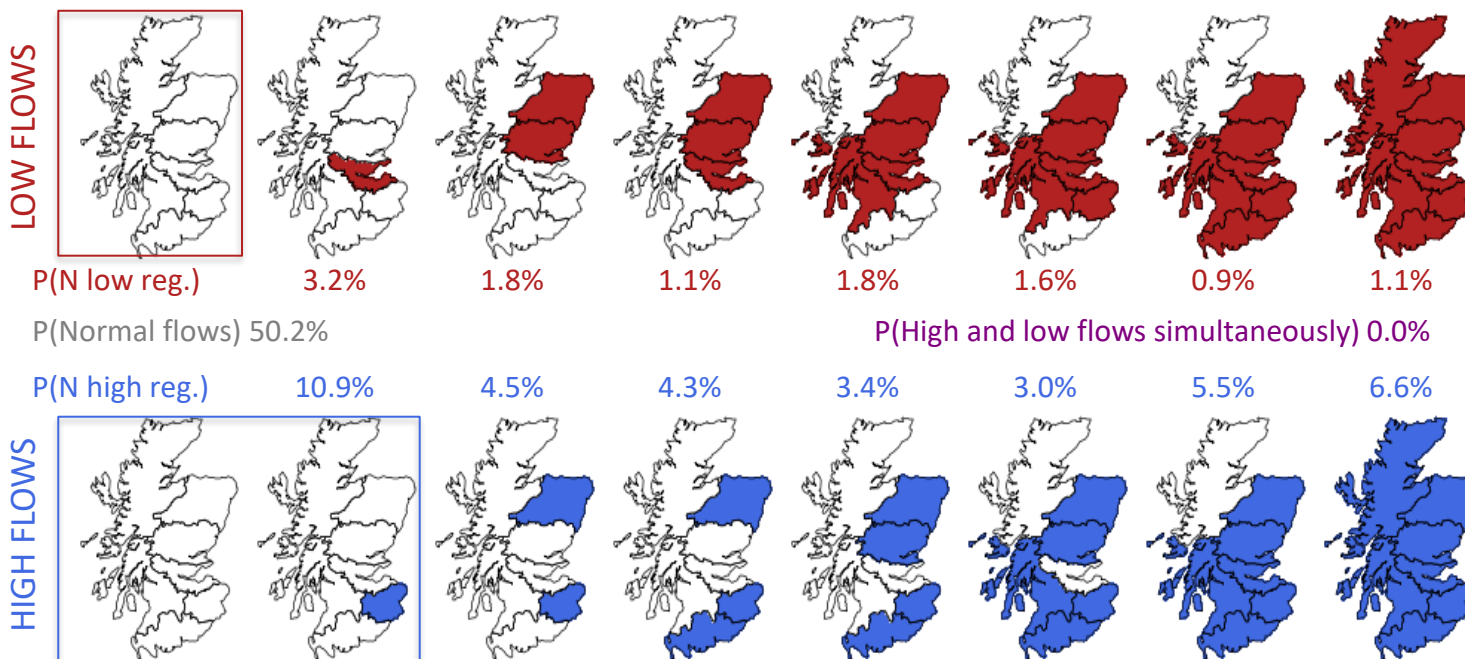 LOW FLOWS
P(N low reg.) 3.2% 1.8% 1.1% 1.8% 1.6% 0.9% 1.1%
P(Normal flows) 50.2% P(High and low flows simultaneously) 0.0%
P(N high reg.) 10.9% 4.5% 4.3% 3.4% 3.0% 5.5% 6.6%
HIGH FLOWS